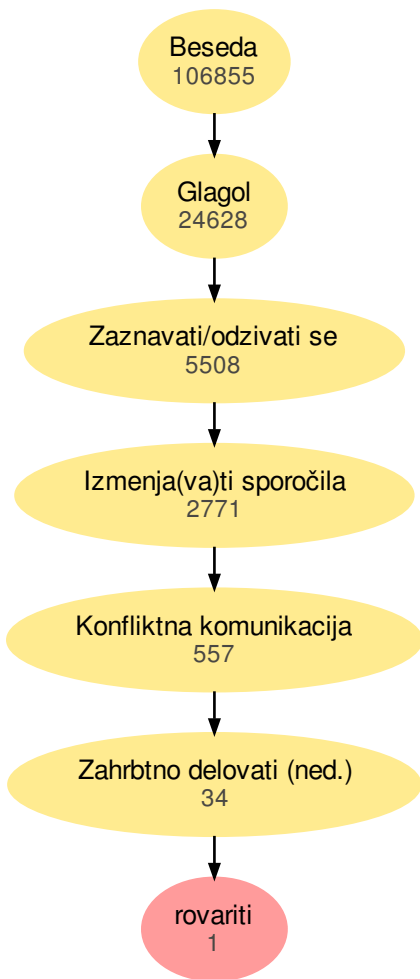 Beseda
106855
Glagol
24628
Zaznavati/odzivati se
5508
Izmenja(va)ti sporočila
2771
Konfliktna komunikacija
557
Zahrbtno delovati (ned.)
34
rovariti
1